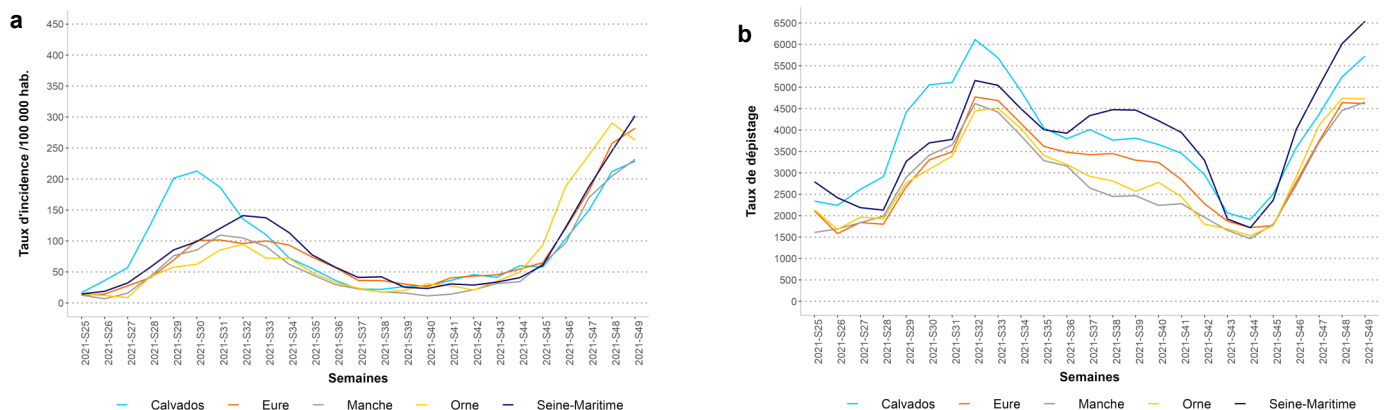 a
Taux d'incidence /100 000 hab.
450
400
350
300
250
200
150
100
50
0
2021-S25
2021-S26
2021-S27
2021-S28
2021-S29
2021-S30
2021-S31
2021-S32
2021-S33
2021-S34
2021-S35
2021-S36
2021-S37
2021-S38
2021-S39
2021-S40
2021-S41
2021-S42
2021-S43
2021-S44
2021-S45
2021-S46
2021-S47
2021-S48
2021-S49
Semaines
Calvados Eure Manche Orne Seine-Maritime
b
Taux de dépistage
6500
6000
5500
5000
4500
4000
3500
3000
2500
2000
1500
1000
500
0
2021-S25
2021-S26
2021-S27
2021-S28
2021-S29
2021-S30
2021-S31
2021-S32
2021-S33
2021-S34
2021-S35
2021-S36
2021-S37
2021-S38
2021-S39
2021-S40
2021-S41
2021-S42
2021-S43
2021-S44
2021-S45
2021-S46
2021-S47
2021-S48
2021-S49
Semaines
Calvados Eure Manche Orne Seine-Maritime